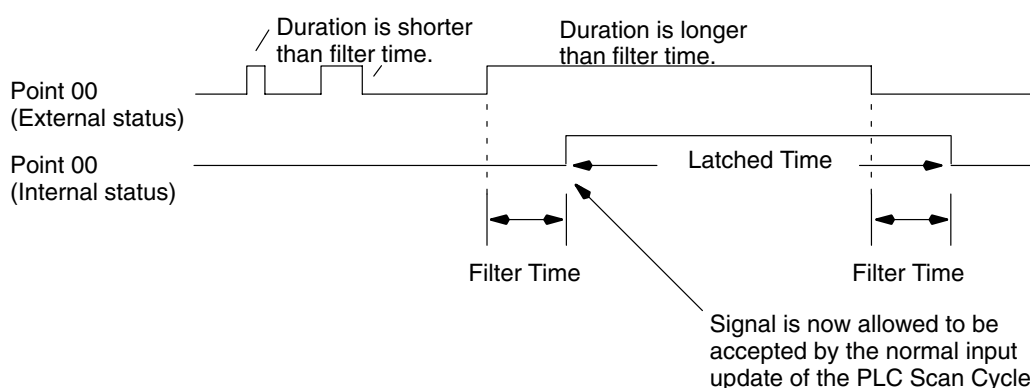 Duration is shorter
than filter time.
Duration is longer
than filter time.
Point 00
(External status)
Point 00
(Internal status)
Latched Time
Filter Time
Filter Time
Signal is now allowed to be
accepted by the normal input
update of the PLC Scan Cycle